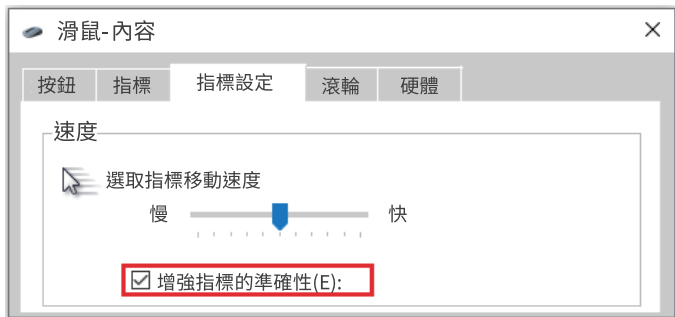 滑鼠-內容
按鈕 指標 指標設定 滾輪 硬體
速度
選取指標移動速度
慢 快
增強指標的準確性(E):